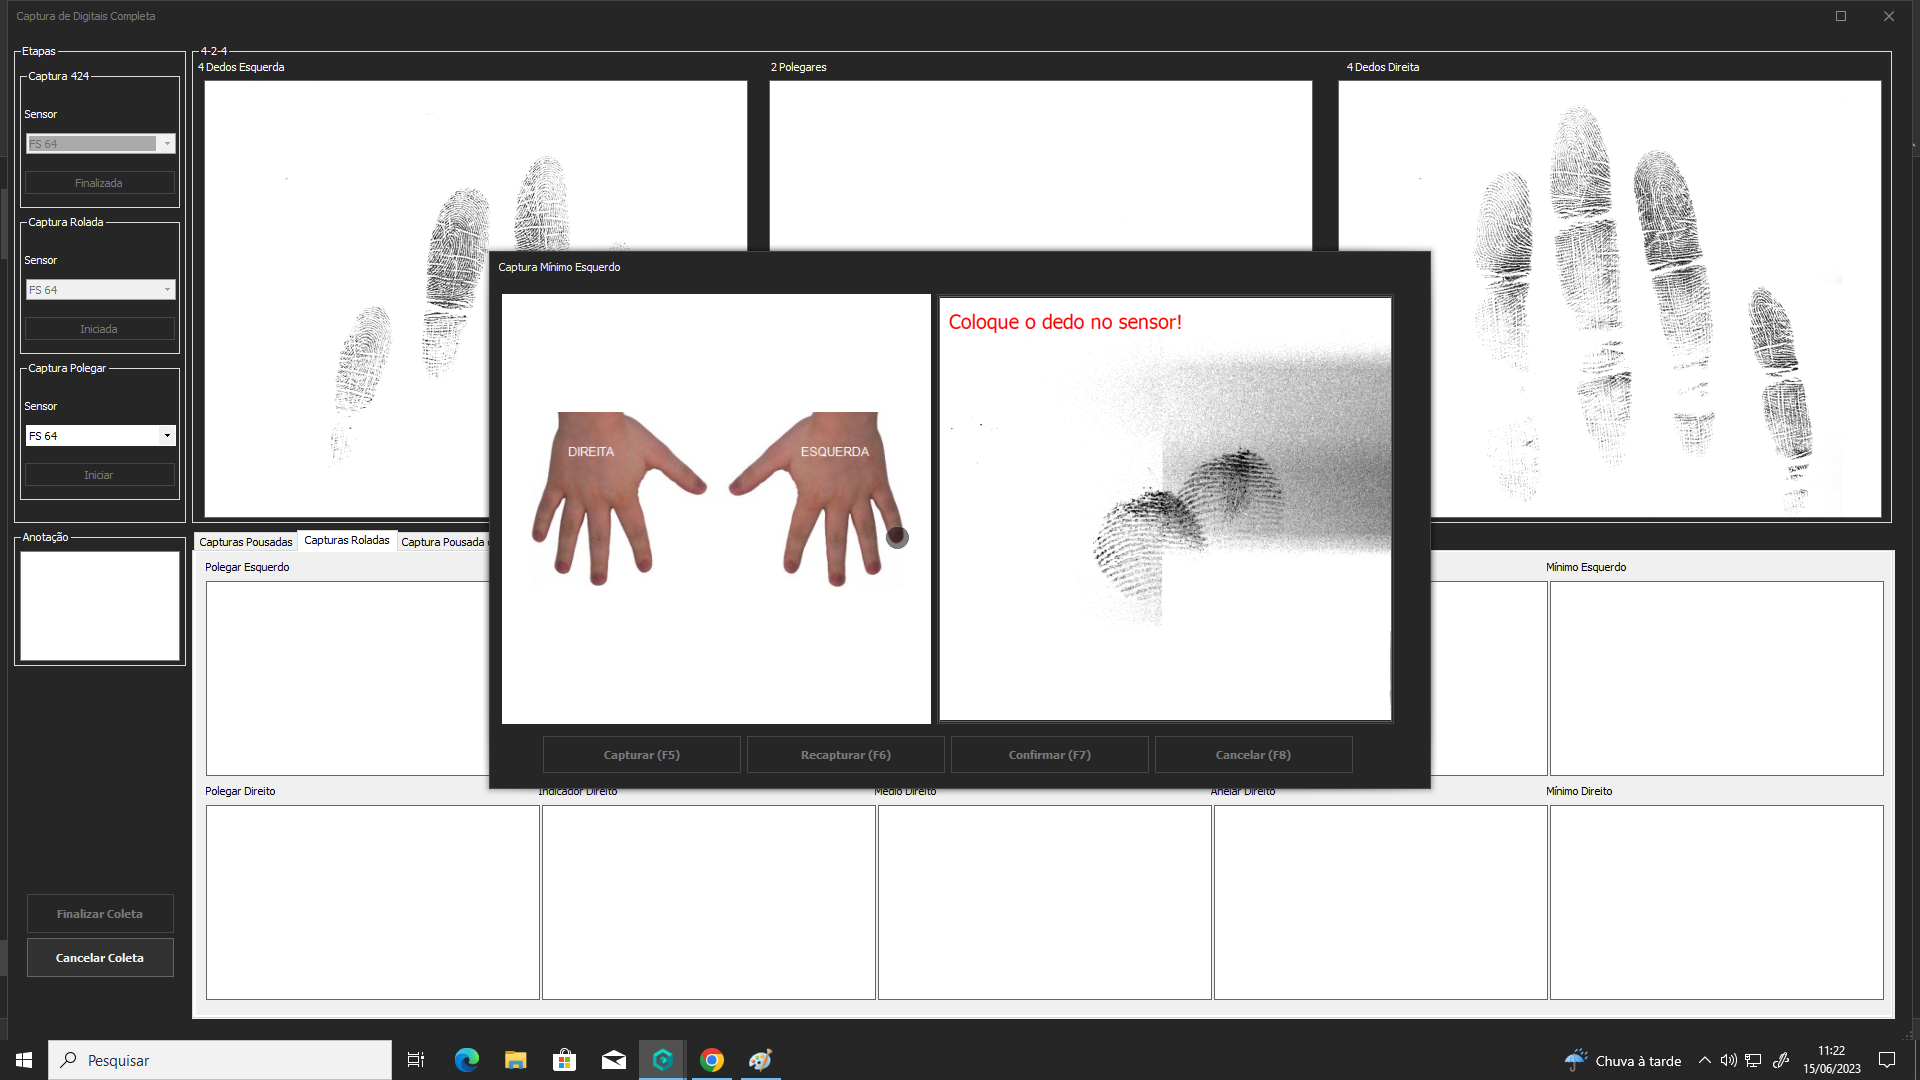 Captura de Digitais Completa
Etapas
Captura 424
Sensor
FS 64
Finalizada
Captura Rolada
Sensor
FS 64
Iniciada
Captura Polegar
Sensor
FS 64
Iniciar
Anotação
Finalizar Coleta
Cancelar Coleta
4-2-4
4 Dedos Esquerda
2 Polegares
4 Dedos Direita
Captura Mínimo Esquerdo
DIREITA
ESQUERDA
Coloque o dedo no sensor!
Capturar (F5)
Recapturar (F6)
Confirmar (F7)
Cancelar (F8)
Capturas Pousadas
Capturas Roladas
Captura Pousada
Polegar Esquerdo
Mínimo Esquerdo
Polegar Direito
Indicador Direito
Médio Direito
Anelar Direito
Mínimo Direito
Pesquisar
Chuva à tarde
11:22
15/06/2023